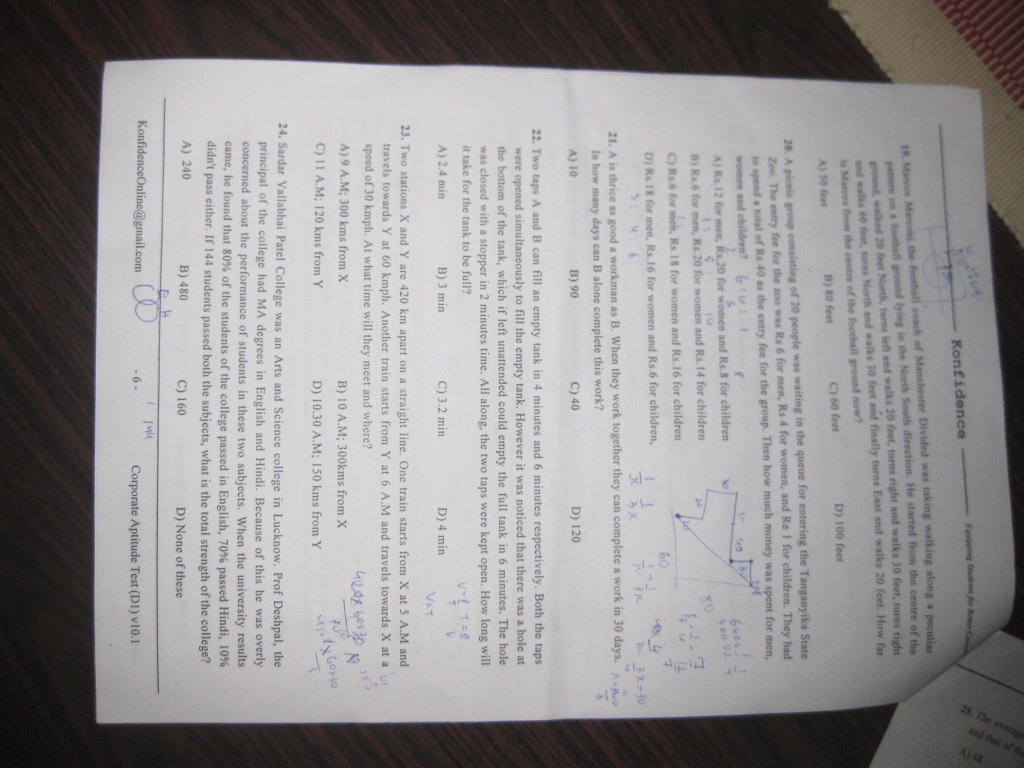 Konfidence
Equipping Students for Better
19. Marcus Maroni the football coach of Manchester Divided was taking walking along a peculiar
pattern on a football ground lying in the North South direction. He started from the centre of the
ground, walked 20 feet North, turns left and walks 20 feet, turns right and walks 30 feet, turns right
and walks 60 feet, turns North and walks 30 feet and finally turns East and walks 20 feet. How far
is Marcus from the centre of the football ground now?
A) 50 feet B) 80 feet C) 60 feet D) 100 feet
20. A picnic group consisting of 20 people was waiting in the queue for entering the Tanganyika State
Zoo. The entry fee for the zoo was Rs 6 for men, Rs 4 for women, and Re 1 for children. They had
to spend a total of Rs 40 as the entry fee for the group. Then how much money was spent for men,
women and children?
A) Rs.12 for men, Rs.20 for women and Rs.8 for children
B) Rs.6 for men, Rs.20 for women and Rs.14 for children
C) Rs.6 for men, Rs.18 for women and Rs.16 for children
D) Rs.18 for men, Rs.16 for women and Rs.6 for children,
21. A is thrice as good a workman as B. When they work together they can complete a work in 30 days.
In how many days can B alone complete this work?
A) 10 B) 90 C) 40 D) 120
22. Two taps A and B can fill an empty tank in 4 minutes and 6 minutes respectively. Both the taps
were opened simultaneously to fill the empty tank. However it was noticed that there was a hole at
the bottom of the tank, which if left unattended could empty the full tank in 6 minutes. The hole
was closed with a stopper in 2 minutes time. All along, the two taps were kept open. How long will
it take for the tank to be full?
A) 2.4 min B) 3 min C) 3.2 min D) 4 min
23. Two stations X and Y are 420 km apart on a straight line. One train starts from X at 5 A.M and
travels towards Y at 60 kmph. Another train starts from Y at 6 A.M and travels towards X at a
speed of 30 kmph. At what time will they meet and where?
A) 9 A.M; 300 kms from X B) 10 A.M; 300kms from X
C) 11 A.M; 120 kms from Y D) 10.30 A.M; 150 kms from Y
24. Sardar Vallabhai Patel College was an Arts and Science college in Lucknow. Prof Deshpal, the
principal of the college had MA degrees in English and Hindi. Because of this he was overly
concerned about the performance of students in these two subjects. When the university results
came, he found that 80% of the students of the college passed in English, 70% passed Hindi, 10%
didn't pass either. If 144 students passed both the subjects, what is the total strength of the college?
A) 240 B) 480 C) 160 D) None of these
KonfidenceOnline@gmail.com - 6 - 144 Corporate Aptitude Test (D1) v10.1
25. The average
and that of the
A) 48